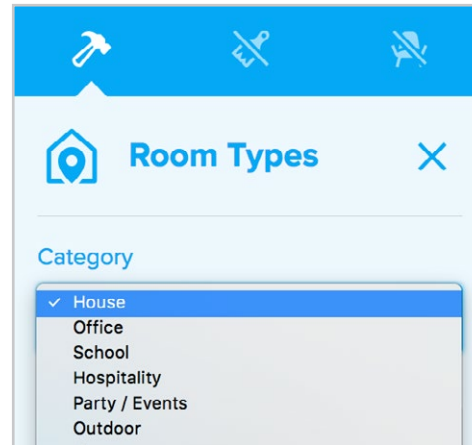 Room Types
Category
House
Office
School
Hospitality
Party / Events
Outdoor